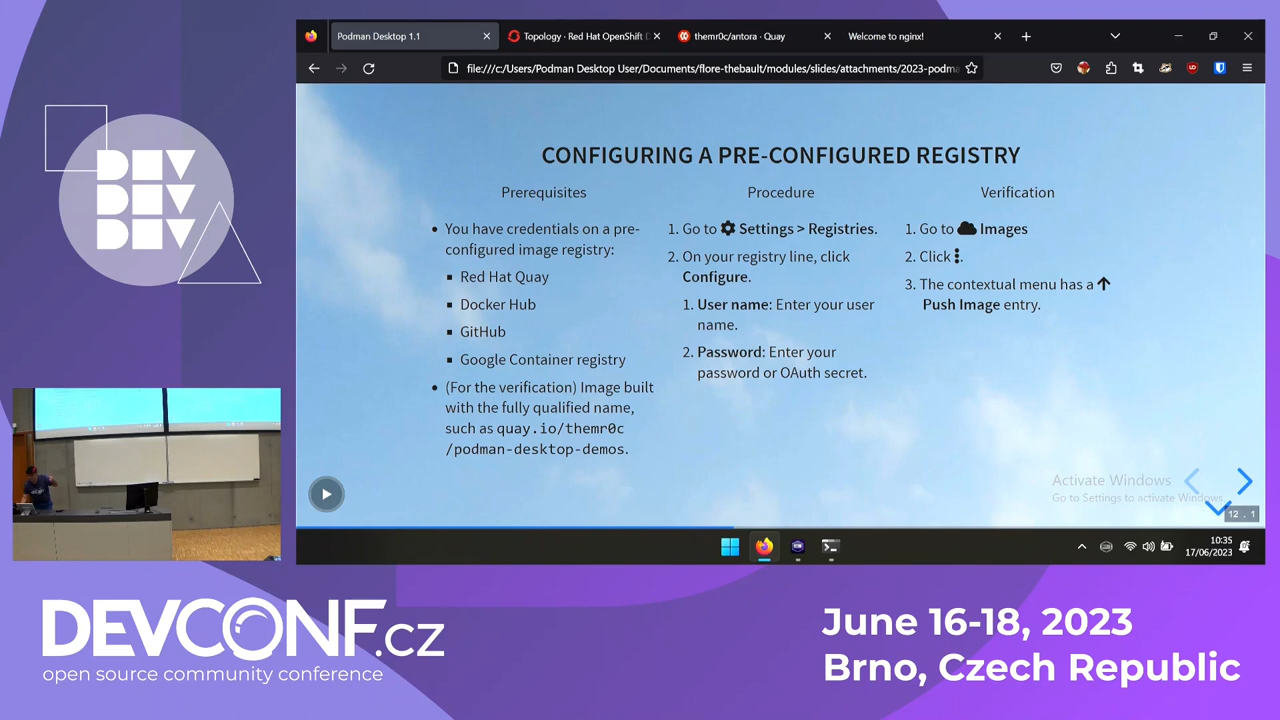 Podman Desktop 1.1
Topology · Red Hat OpenShift D
themr0c/antora · Quay
Welcome to nginx!
file:///c:/Users/Podman Desktop User/Documents/flore-thebault/modules/slides/attachments/2023-podma
CONFIGURING A PRE-CONFIGURED REGISTRY
Prerequisites
• You have credentials on a pre-
configured image registry:
▪ Red Hat Quay
▪ Docker Hub
▪ GitHub
▪ Google Container registry
• (For the verification) Image built
with the fully qualified name,
such as quay.io/themr0c
/podman-desktop-demos.
Procedure
1. Go to Settings > Registries.
2. On your registry line, click
Configure.
1. User name: Enter your user
name.
2. Password: Enter your
password or OAuth secret.
Verification
1. Go to Images
2. Click .
3. The contextual menu has a
Push Image entry.
Activate Windows
Go to Settings to activate Windows.
12 . 1
10:35
17/06/2023
DEV
DEV
DEV
DEVCONF.cz
open source community conference
June 16-18, 2023
Brno, Czech Republic